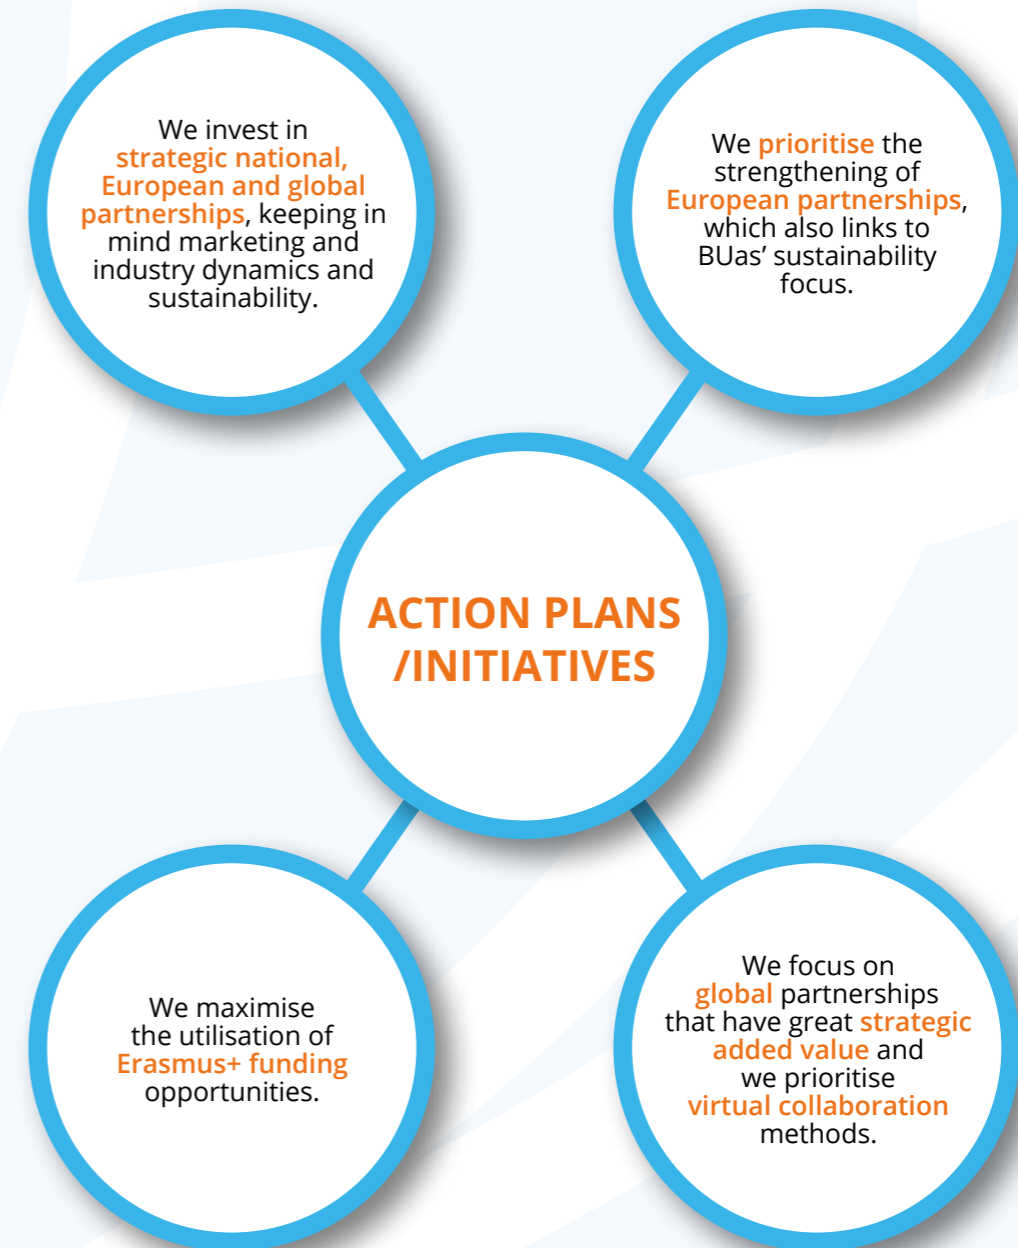 We invest in
strategic national,
European and global
partnerships, keeping in
mind marketing and
industry dynamics and
sustainability.
We prioritise the
strengthening of
European partnerships,
which also links to
BUas’ sustainability
focus.
ACTION PLANS
/INITIATIVES
We maximise
the utilisation of
Erasmus+ funding
opportunities.
We focus on
global partnerships
that have great strategic
added value and
we prioritise
virtual collaboration
methods.